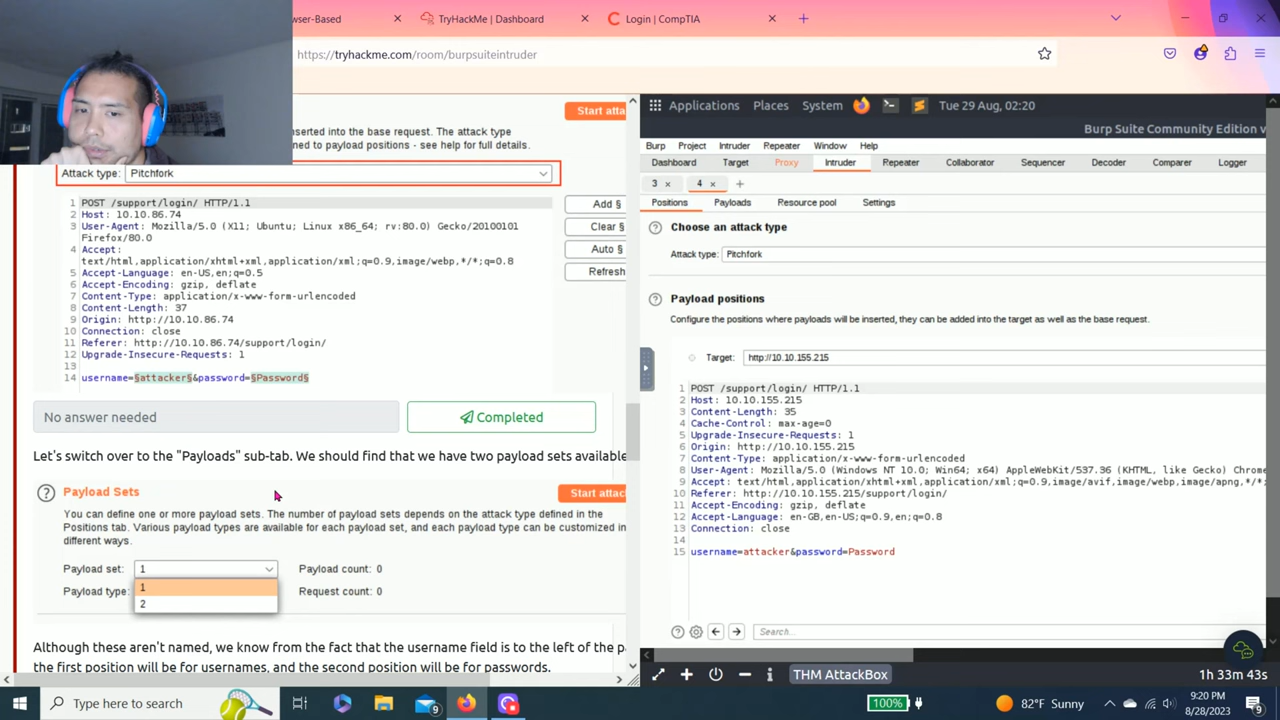 wser-Based
TryHackMe | Dashboard
Login | CompTIA
https://tryhackme.com/room/burpsuiteintruder
Start atta
nserted into the base request. The attack type
ned to payload positions - see help for full details.
Attack type: Pitchfork
1 POST /support/login/ HTTP/1.1
2 Host: 10.10.86.74
3 User-Agent: Mozilla/5.0 (X11; Ubuntu; Linux x86_64; rv:80.0) Gecko/20100101
Firefox/80.0
4 Accept:
text/html,application/xhtml+xml,application/xml;q=0.9,image/webp,*/*;q=0.8
5 Accept-Language: en-US,en;q=0.5
6 Accept-Encoding: gzip, deflate
7 Content-Type: application/x-www-form-urlencoded
8 Content-Length: 37
9 Origin: http://10.10.86.74
10 Connection: close
11 Referer: http://10.10.86.74/support/login/
12 Upgrade-Insecure-Requests: 1
13
14 username=§attacker§&password=§Password§
Add §
Clear §
Auto §
Refresh
No answer needed
Completed
Let's switch over to the "Payloads" sub-tab. We should find that we have two payload sets available
? Payload Sets
Start attac
You can define one or more payload sets. The number of payload sets depends on the attack type defined in the
Positions tab. Various payload types are available for each payload set, and each payload type can be customized in
different ways.
Payload set: 1 Payload count: 0
Payload type: 1 Request count: 0
2
Although these aren't named, we know from the fact that the username field is to the left of the pa
the first position will be for usernames, and the second position will be for passwords.
Applications Places System Tue 29 Aug, 02:20
Burp Suite Community Edition v
Burp Project Intruder Repeater Window Help
Dashboard Target Proxy Intruder Repeater Collaborator Sequencer Decoder Comparer Logger
3 × 4 × +
Positions Payloads Resource pool Settings
? Choose an attack type
Attack type: Pitchfork
? Payload positions
Configure the positions where payloads will be inserted, they can be added into the target as well as the base request.
Target: http://10.10.155.215
1 POST /support/login/ HTTP/1.1
2 Host: 10.10.155.215
3 Content-Length: 35
4 Cache-Control: max-age=0
5 Upgrade-Insecure-Requests: 1
6 Origin: http://10.10.155.215
7 Content-Type: application/x-www-form-urlencoded
8 User-Agent: Mozilla/5.0 (Windows NT 10.0; Win64; x64) AppleWebKit/537.36 (KHTML, like Gecko) Chrome
9 Accept: text/html,application/xhtml+xml,application/xml;q=0.9,image/avif,image/webp,image/apng,*/*;
10 Referer: http://10.10.155.215/support/login/
11 Accept-Encoding: gzip, deflate
12 Accept-Language: en-GB,en-US;q=0.9,en;q=0.8
13 Connection: close
14
15 username=attacker&password=Password
Search...
THM AttackBox
1h 33m 43s
Type here to search
9
100%
82°F Sunny
9:20 PM
8/28/2023
9